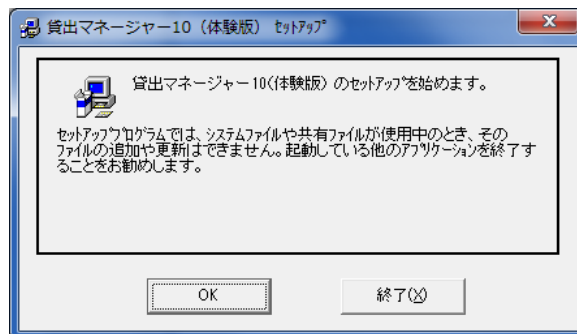 貸出マネージャー10（体験版） ｾｯﾄｱｯﾌﾟ
貸出マネージャー10(体験版) のｾｯﾄｱｯﾌﾟを始めます。
ｾｯﾄｱｯﾌﾟﾌﾟﾛｸﾞﾗﾑでは、ｼｽﾃﾑﾌｧｲﾙや共有ﾌｧｲﾙが使用中のとき、その
ﾌｧｲﾙの追加や更新はできません。起動している他のｱﾌﾟﾘｹｰｼｮﾝを終了す
ることをお勧めします。
OK
終了(X)